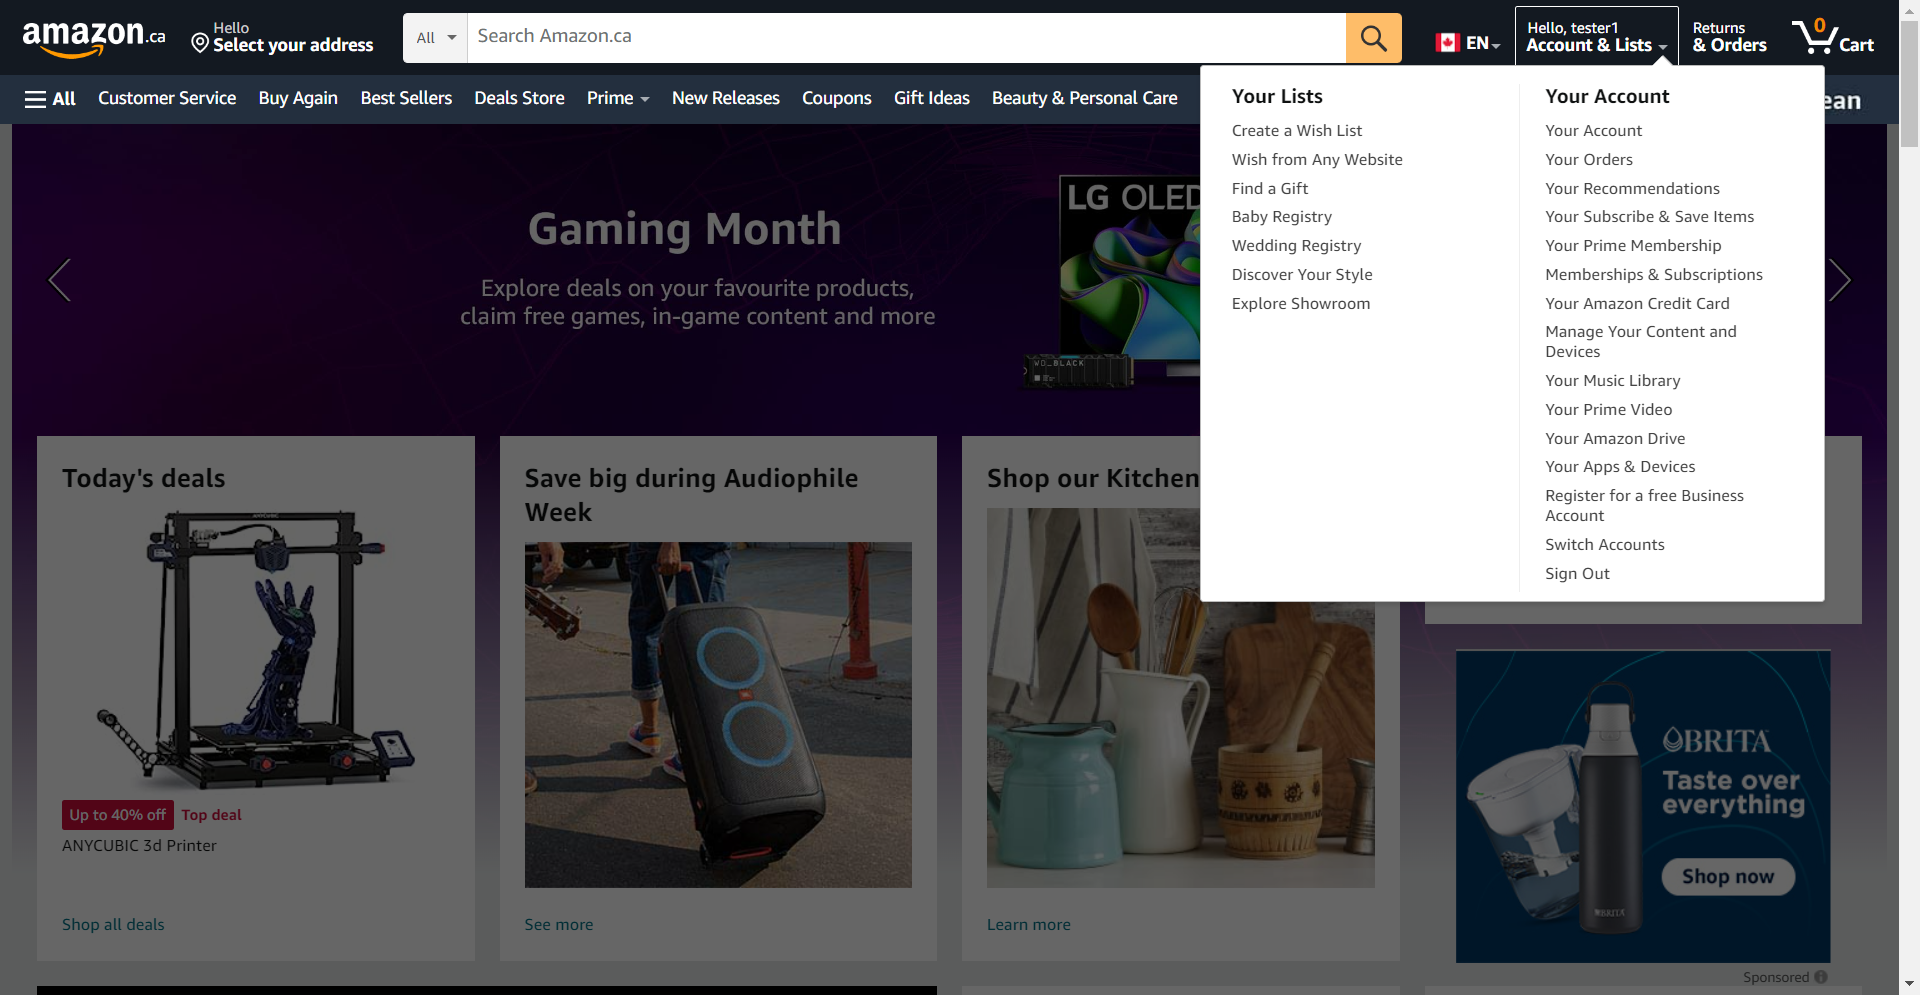 amazon.ca
Hello
Select your address
All
Search Amazon.ca
EN
Hello, tester1
Account & Lists
Returns
& Orders
0
Cart
All
Customer Service
Buy Again
Best Sellers
Deals Store
Prime
New Releases
Coupons
Gift Ideas
Beauty & Personal Care
ean
Your Lists
Create a Wish List
Wish from Any Website
Find a Gift
Baby Registry
Wedding Registry
Discover Your Style
Explore Showroom
Your Account
Your Account
Your Orders
Your Recommendations
Your Subscribe & Save Items
Your Prime Membership
Memberships & Subscriptions
Your Amazon Credit Card
Manage Your Content and
Devices
Your Music Library
Your Prime Video
Your Amazon Drive
Your Apps & Devices
Register for a free Business
Account
Switch Accounts
Sign Out
Gaming Month
Explore deals on your favourite products,
claim free games, in-game content and more
LG OLED
WD_BLACK
Today's deals
ANYCUBIC
Up to 40% off
Top deal
ANYCUBIC 3d Printer
Shop all deals
Save big during Audiophile
Week
JBL
See more
Shop our Kitchen
Learn more
BRITA
Taste over
everything
Shop now
BRITA
Sponsored